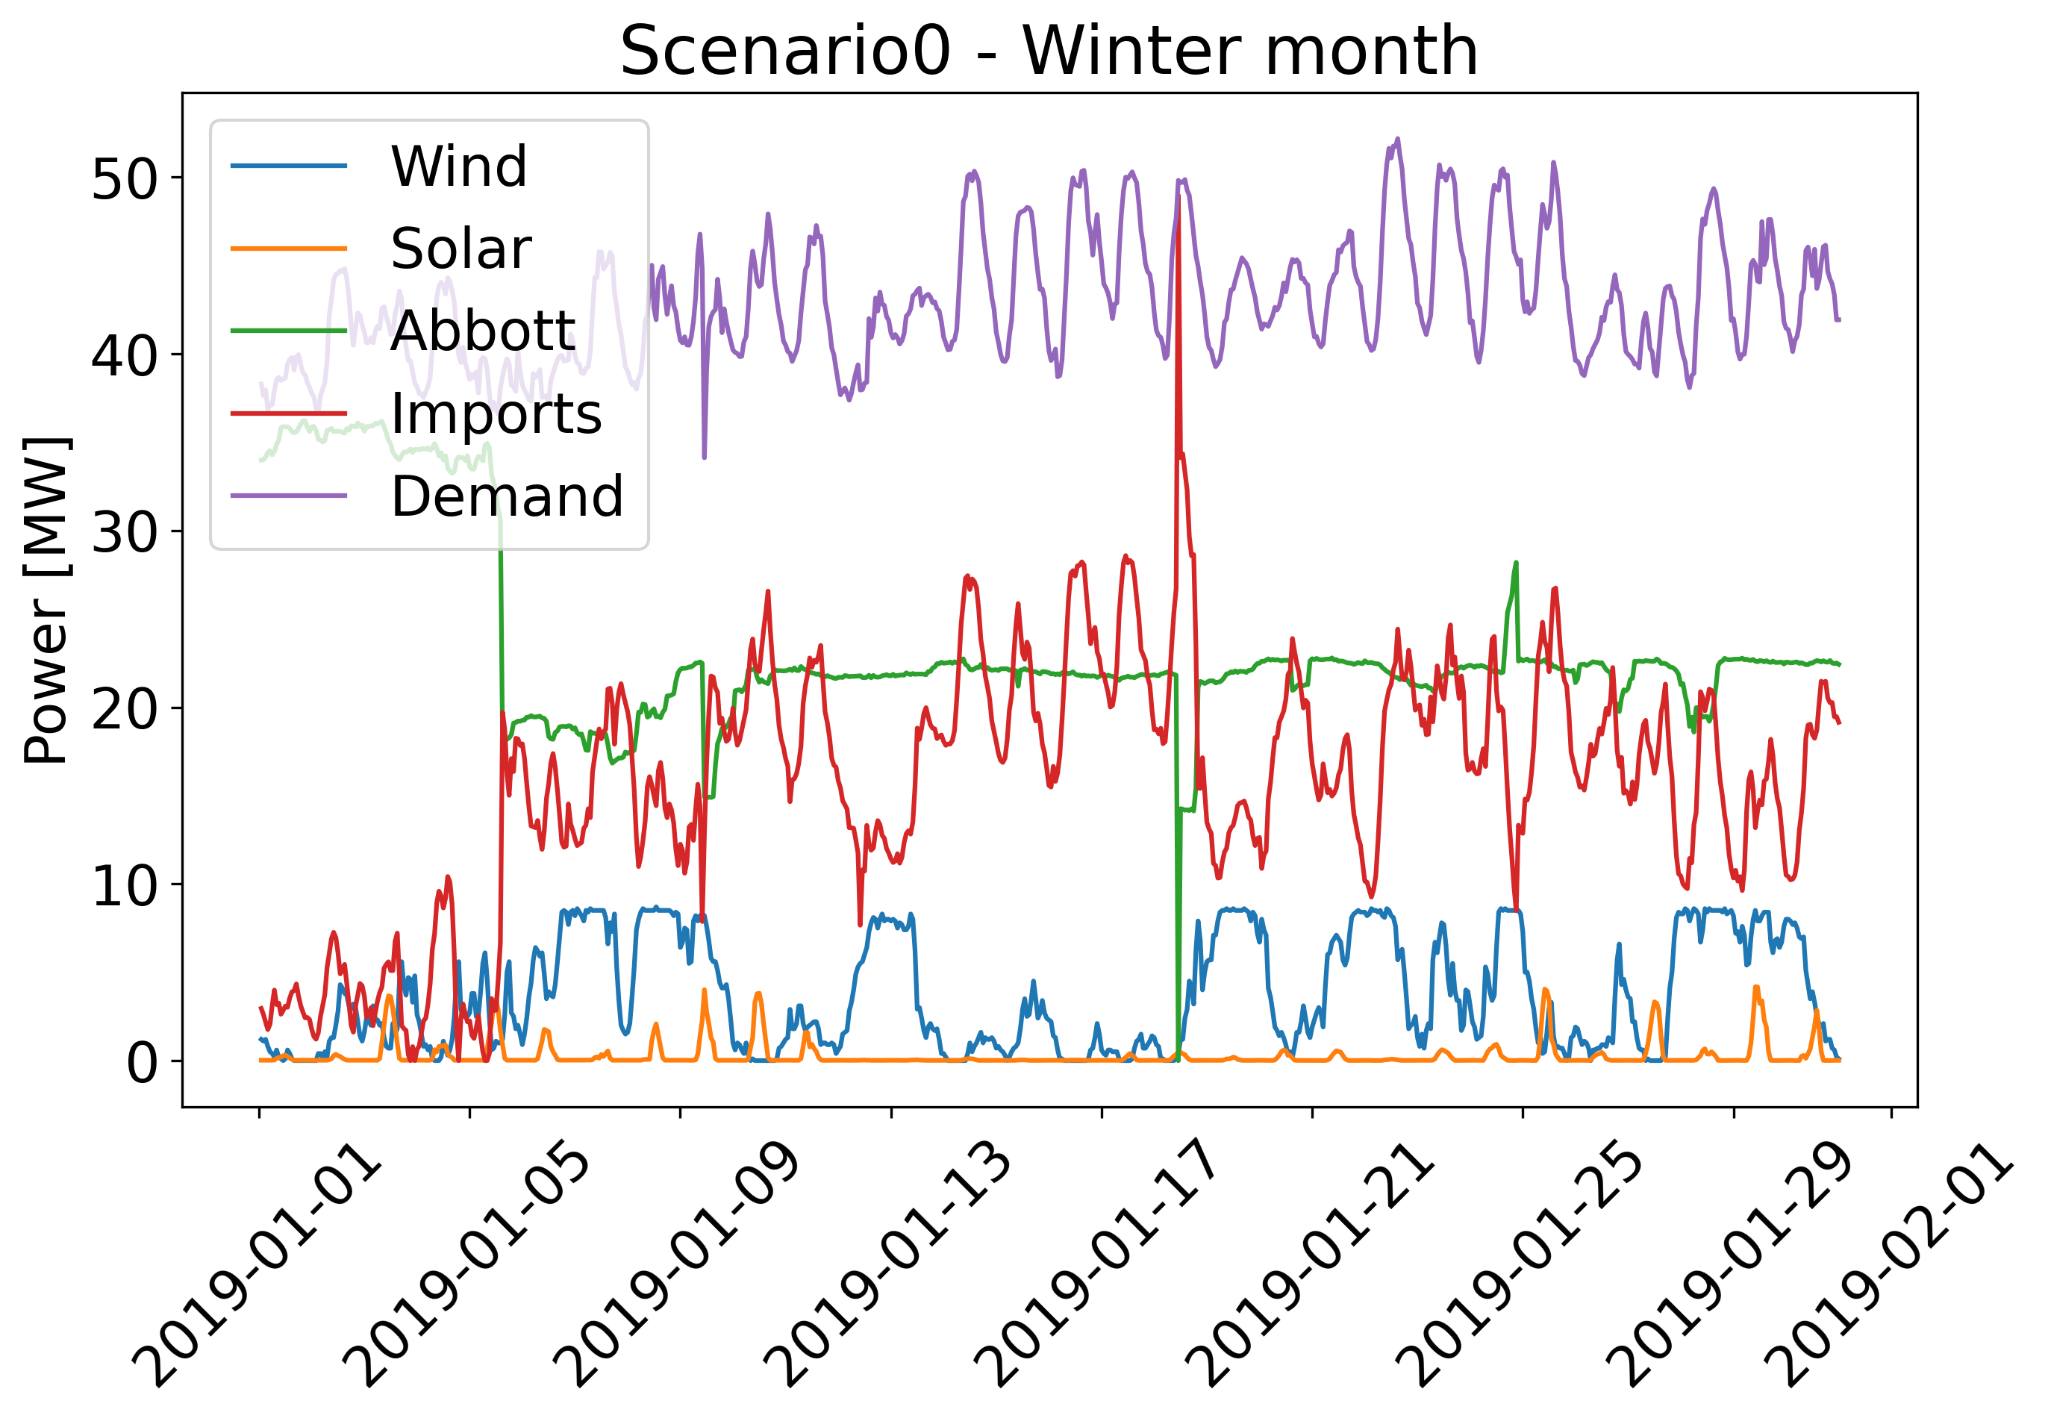 Scenario0 - Winter month
Wind
Solar
Abbott
Imports
Demand
Power [MW]
50
40
30
20
10
0
2019-01-01
2019-01-05
2019-01-09
2019-01-13
2019-01-17
2019-01-21
2019-01-25
2019-01-29
2019-02-01